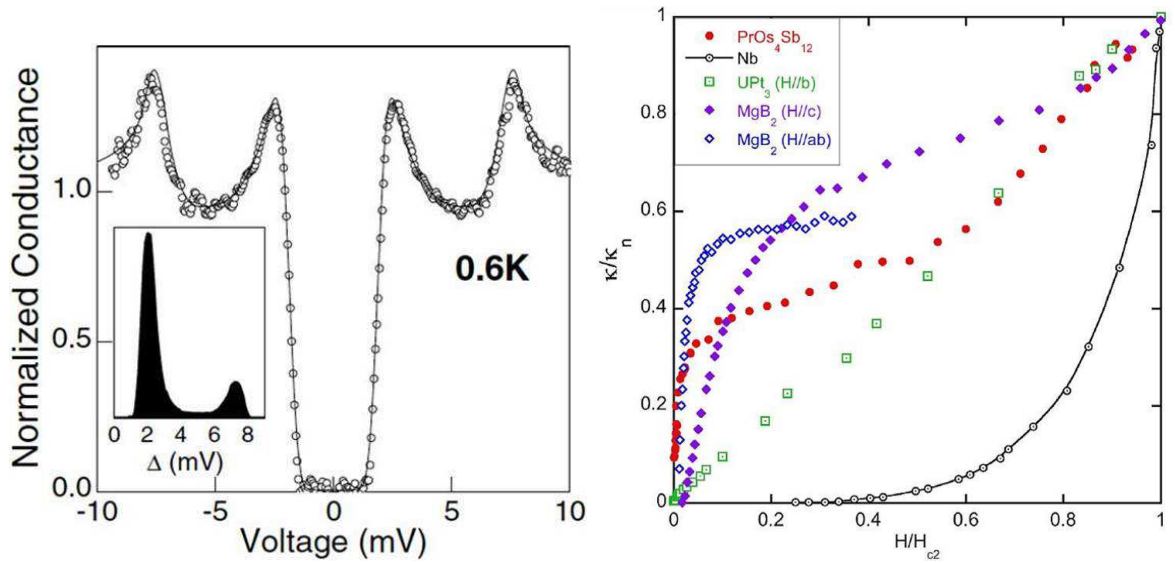 Normalized Conductance
1.0
0.5
0.0
-10
-5
0
5
10
Voltage (mV)
0.6K
0 2 4 6 8
Δ (mV)
κ/κn
1
0.8
0.6
0.4
0.2
0
PrOs4Sb12
Nb
UPt3 (H//b)
MgB2 (H//c)
MgB2 (H//ab)
0 0.2 0.4 0.6 0.8 1
H/Hc2